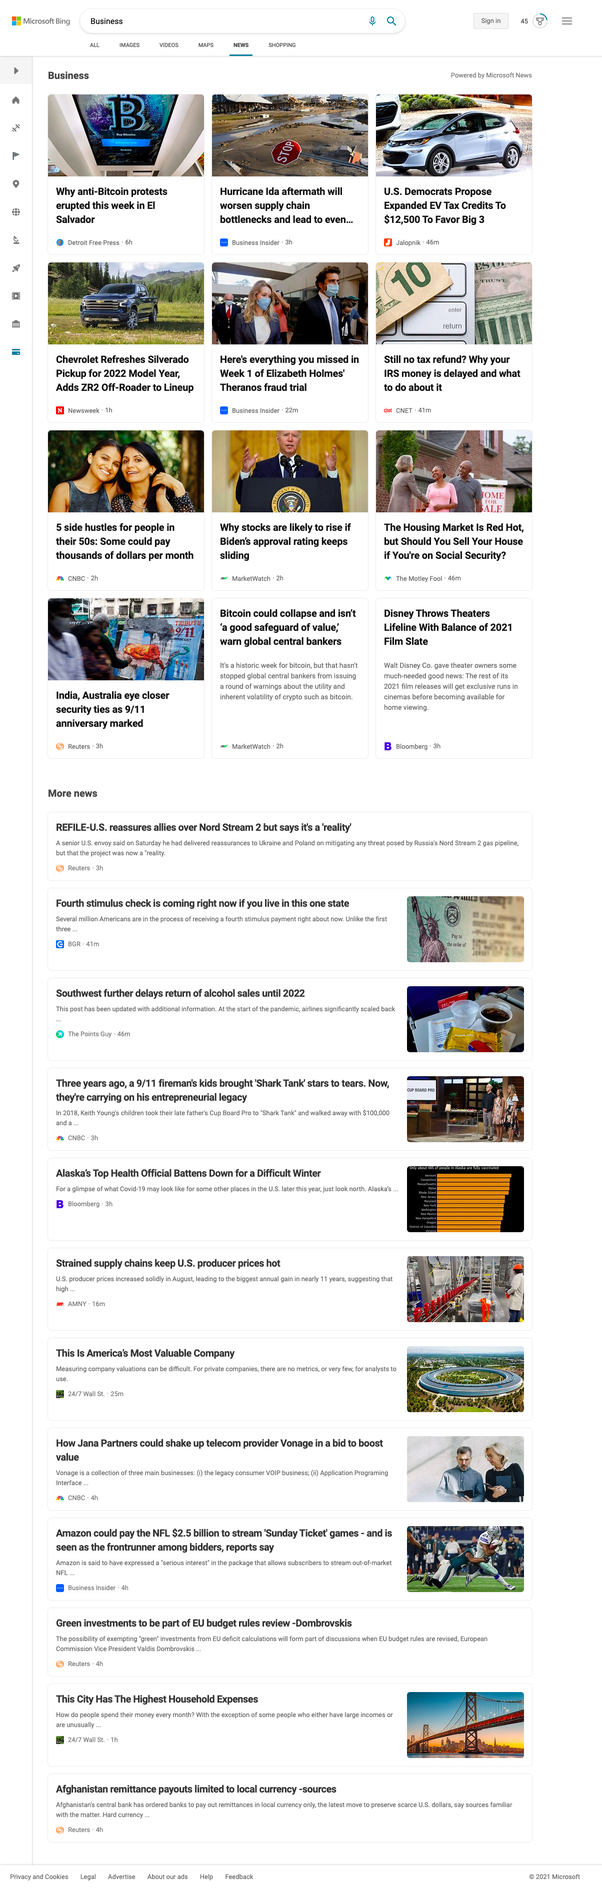 Microsoft Bing
Business
Sign in
45
ALL
IMAGES
VIDEOS
MAPS
NEWS
SHOPPING
Business
Powered by Microsoft News
Why anti-Bitcoin protests
erupted this week in El
Salvador
Detroit Free Press · 6h
STOP
Hurricane Ida aftermath will
worsen supply chain
bottlenecks and lead to even...
Business Insider · 3h
U.S. Democrats Propose
Expanded EV Tax Credits To
$12,500 To Favor Big 3
Jalopnik · 46m
Chevrolet Refreshes Silverado
Pickup for 2022 Model Year,
Adds ZR2 Off-Roader to Lineup
Newsweek · 1h
Here's everything you missed in
Week 1 of Elizabeth Holmes'
Theranos fraud trial
Business Insider · 22m
10
enter
return
Still no tax refund? Why your
IRS money is delayed and what
to do about it
CNET · 41m
5 side hustles for people in
their 50s: Some could pay
thousands of dollars per month
CNBC · 2h
Why stocks are likely to rise if
Biden's approval rating keeps
sliding
MarketWatch · 2h
HOME
FOR
SALE
The Housing Market Is Red Hot,
but Should You Sell Your House
if You're on Social Security?
The Motley Fool · 46m
9/11
India, Australia eye closer
security ties as 9/11
anniversary marked
Reuters · 3h
Bitcoin could collapse and isn't
'a good safeguard of value,'
warn global central bankers
It's a historic week for bitcoin, but that hasn't
stopped global central bankers from issuing
a round of warnings about the utility and
inherent volatility of crypto such as bitcoin.
MarketWatch · 2h
Disney Throws Theaters
Lifeline With Balance of 2021
Film Slate
Walt Disney Co. gave theater owners some
much-needed good news: The rest of its
2021 film releases will get exclusive runs in
cinemas before becoming available for
home viewing.
Bloomberg · 3h
More news
REFILE-U.S. reassures allies over Nord Stream 2 but says it's a 'reality'
A senior U.S. envoy said on Saturday he had delivered reassurances to Ukraine and Poland on mitigating any threat posed by Russia's Nord Stream 2 gas pipeline,
but that the project was now a "reality.
Reuters · 3h
Fourth stimulus check is coming right now if you live in this one state
Several million Americans are in the process of receiving a fourth stimulus payment right about now. Unlike the first
three ...
BGR · 41m
Pay to
the order of
Southwest further delays return of alcohol sales until 2022
This post has been updated with additional information. At the start of the pandemic, airlines significantly scaled back
...
The Points Guy · 46m
Three years ago, a 9/11 fireman's kids brought 'Shark Tank' stars to tears. Now,
they're carrying on his entrepreneurial legacy
In 2018, Keith Young's children took their late father's Cup Board Pro to "Shark Tank" and walked away with $100,000
and a ...
CNBC · 3h
CUP BOARD PRO
Alaska's Top Health Official Battens Down for a Difficult Winter
For a glimpse of what Covid-19 may look like for some other places in the U.S. later this year, just look north. Alaska's ...
Bloomberg · 3h
Strained supply chains keep U.S. producer prices hot
U.S. producer prices increased solidly in August, leading to the biggest annual gain in nearly 11 years, suggesting that
high ...
AMNY · 16m
This Is America's Most Valuable Company
Measuring company valuations can be difficult. For private companies, there are no metrics, or very few, for analysts to
use.
24/7 Wall St. · 25m
How Jana Partners could shake up telecom provider Vonage in a bid to boost
value
Vonage is a collection of three main businesses: (i) the legacy consumer VOIP business; (ii) Application Programing
Interface ...
CNBC · 4h
Amazon could pay the NFL $2.5 billion to stream 'Sunday Ticket' games - and is
seen as the frontrunner among bidders, reports say
Amazon is said to have expressed a "serious interest" in the package that allows subscribers to stream out-of-market
NFL ...
Business Insider · 4h
Green investments to be part of EU budget rules review -Dombrovskis
The possibility of exempting "green" investments from EU deficit calculations will form part of discussions when EU budget rules are revised, European
Commission Vice President Valdis Dombrovskis ...
Reuters · 4h
This City Has The Highest Household Expenses
How do people spend their money every month? With the exception of some people who either have large incomes or
are unusually ...
24/7 Wall St. · 1h
Afghanistan remittance payouts limited to local currency -sources
Afghanistan's central bank has ordered banks to pay out remittances in local currency only, the latest move to preserve scarce U.S. dollars, say sources familiar
with the matter. Hard currency ...
Reuters · 4h
Privacy and Cookies
Legal
Advertise
About our ads
Help
Feedback
© 2021 Microsoft